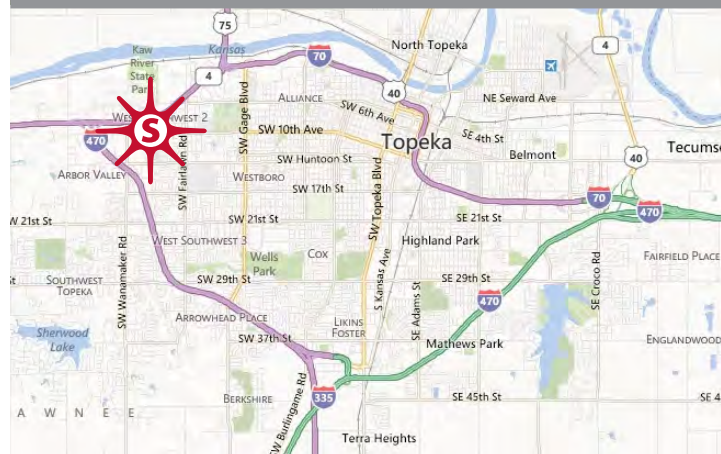 75
Kaw
River
State
Park
Kansas
North Topeka
70
4
4
40
ALLIANCE
SW 6th Ave
NE Seward Ave
SW Gage Blvd
S
SW 10th Ave
Topeka
SE 4th St
470
SW Fairlawn Rd
SW Huntoon St
Belmont
40
Tecumse
ARBOR VALLEY
WESTBORO
SW 17th St
SW Topeka Blvd
70
470
W 21st St
SW 21st St
SE 21st St
WEST SOUTHWEST 3
Highland Park
SW Wanamaker Rd
Wells
Park
Cox
S Kansas Ave
FAIRFIELD PLACE
SOUTHWEST
TOPEKA
SW 29th St
SE 29th St
SE Adams St
470
SE Croco Rd
ARROWHEAD PLACE
LIKINS
FOSTER
Sherwood
Lake
SW 37th St
Mathews Park
ENGLANDWOOD
SW Burlingame Rd
BERKSHIRE
335
SE 45th St
A W N E E
Terra Heights